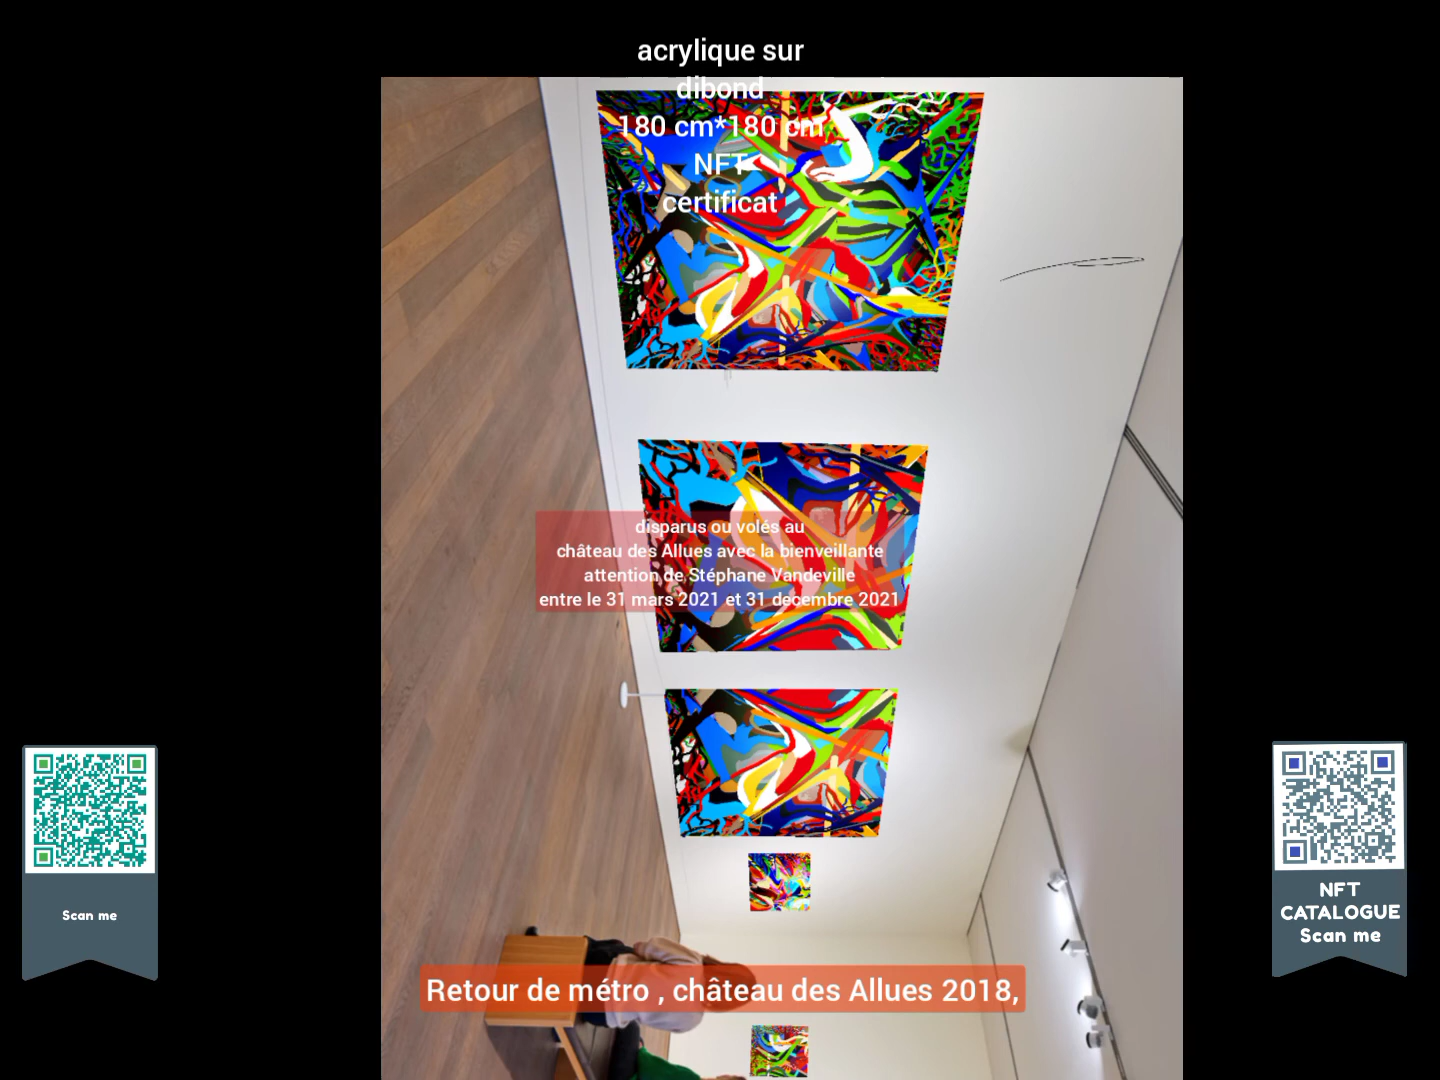 acrylique sur
dibond
180 cm*180 cm
NFT
certificat
disparus ou volés au
château des Allues avec la bienveillante
attention de Stéphane Vandeville
entre le 31 mars 2021 et 31 decembre 2021
Scan me
NFT
CATALOGUE
Scan me
Retour de métro , château des Allues 2018,